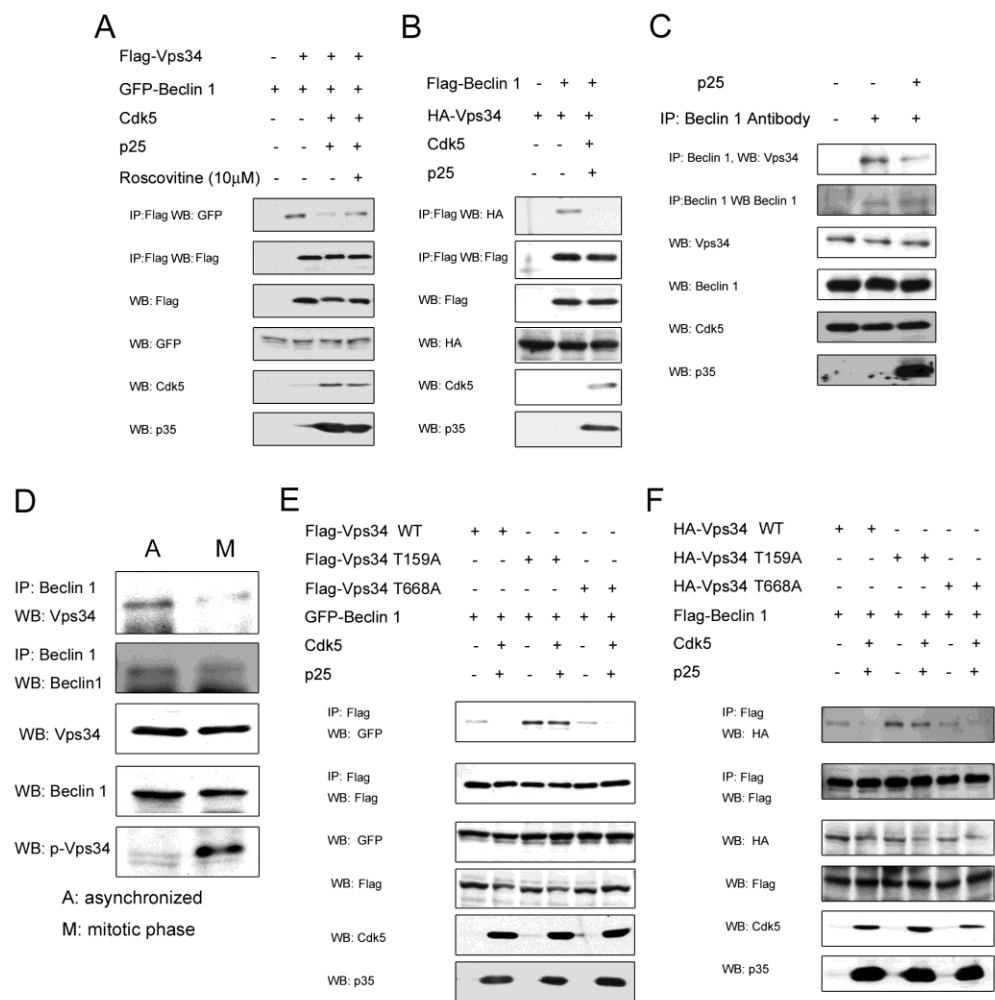 A
Flag-Vps34 - + + +
GFP-Beclin 1 + + + +
Cdk5 - - + +
p25 - - + +
Roscovitine (10μM) - - - +
IP:Flag WB: GFP
IP:Flag WB:Flag
WB: Flag
WB: GFP
WB: Cdk5
WB: p35
B
Flag-Beclin 1 - + +
HA-Vps34 + + +
Cdk5 - - +
p25 - - +
IP:Flag WB: HA
IP:Flag WB:Flag
WB: Flag
WB: HA
WB: Cdk5
WB: p35
C
p25 - - +
IP: Beclin 1 Antibody - + +
IP: Beclin 1, WB: Vps34
IP:Beclin 1 WB Beclin 1
WB: Vps34
WB: Beclin 1
WB: Cdk5
WB: p35
D
A M
IP: Beclin 1
WB: Vps34
IP: Beclin 1
WB: Beclin1
WB: Vps34
WB: Beclin 1
WB: p-Vps34
A: asynchronized
M: mitotic phase
E
Flag-Vps34 WT + + - - - -
Flag-Vps34 T159A - - + + - -
Flag-Vps34 T668A - - - - + +
GFP-Beclin 1 + + + + + +
Cdk5 - + - + - +
p25 - + - + - +
IP: Flag
WB: GFP
IP: Flag
WB: Flag
WB: GFP
WB: Flag
WB: Cdk5
WB: p35
F
HA-Vps34 WT + + - - - -
HA-Vps34 T159A - - + + - -
HA-Vps34 T668A - - - - + +
Flag-Beclin 1 + + + + + +
Cdk5 - + - + - +
p25 - + - + - +
IP: Flag
WB: HA
IP: Flag
WB: Flag
WB: HA
WB: Flag
WB: Cdk5
WB: p35